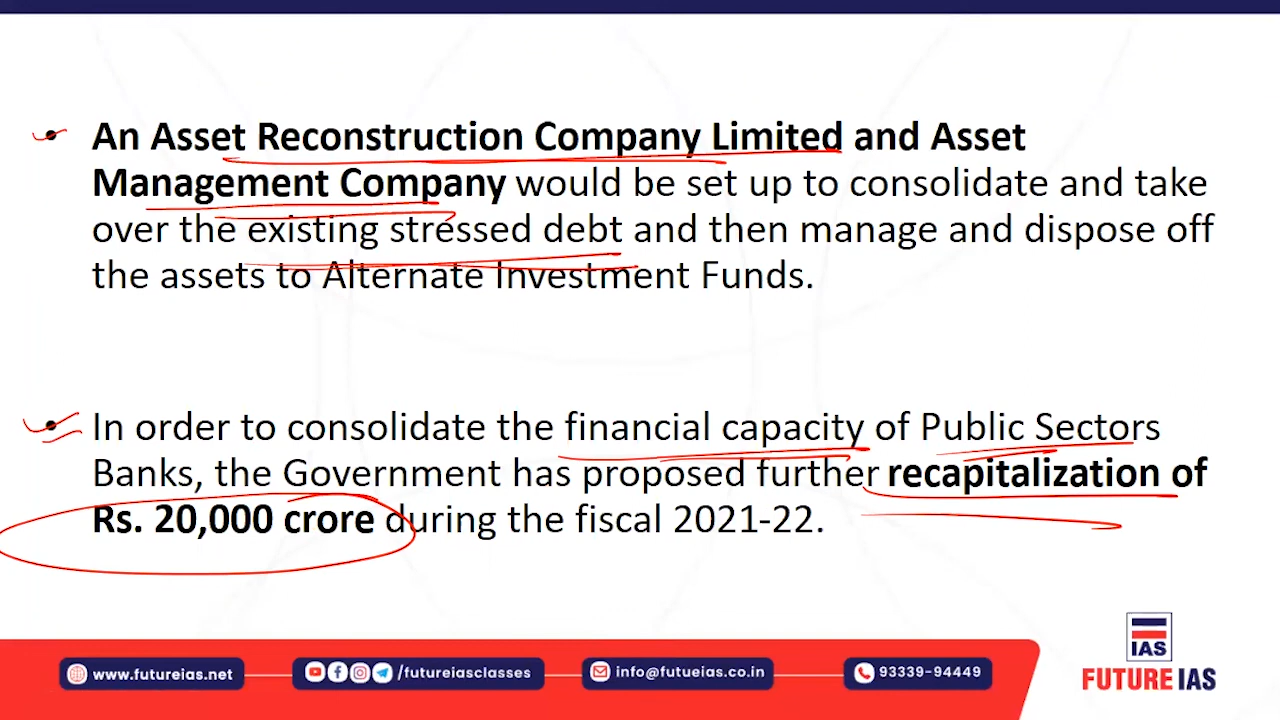 An Asset Reconstruction Company Limited and Asset
Management Company would be set up to consolidate and take
over the existing stressed debt and then manage and dispose off
the assets to Alternate Investment Funds.
In order to consolidate the financial capacity of Public Sectors
Banks, the Government has proposed further recapitalization of
Rs. 20,000 crore during the fiscal 2021-22.
www.futureias.net
/futureiasclasses
info@futueias.co.in
93339-94449
IAS
FUTURE IAS